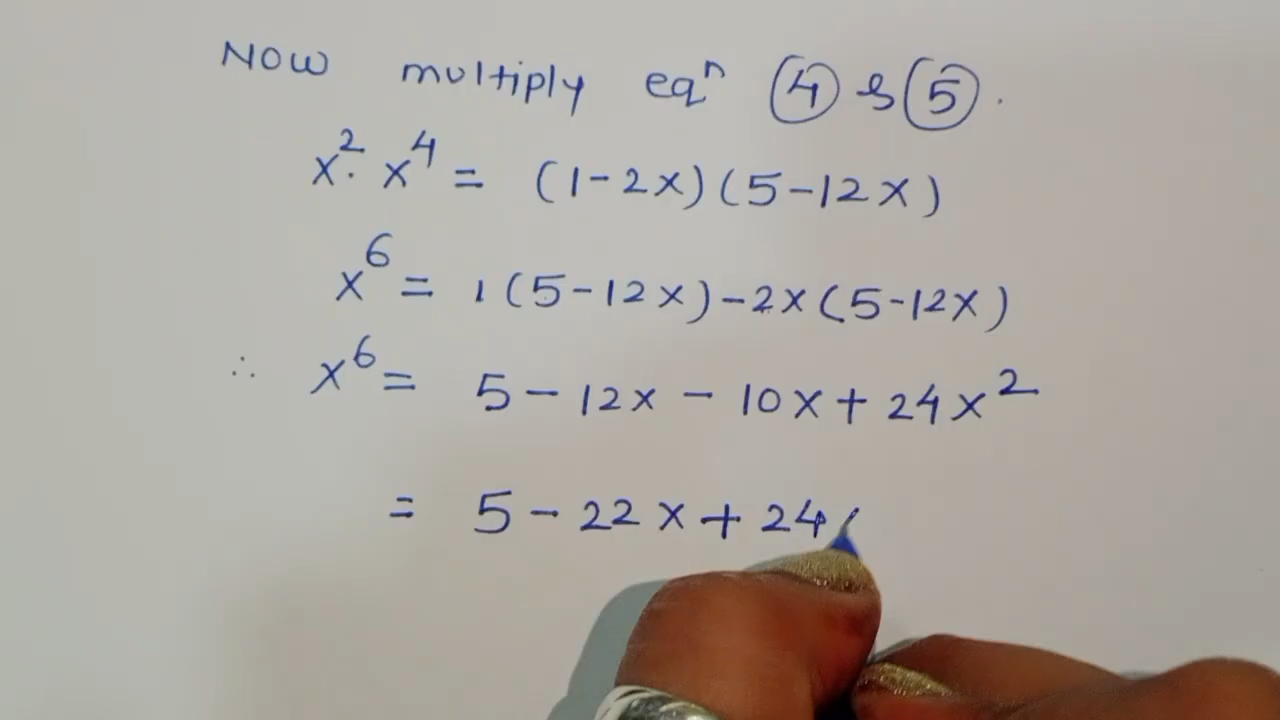 Now multiply eqⁿ ④ & ⑤.
x²· x⁴ = (1-2x)(5-12x)
x⁶ = 1(5-12x)-2x(5-12x)
∴ x⁶ = 5-12x-10x+24x²
= 5-22x+24(